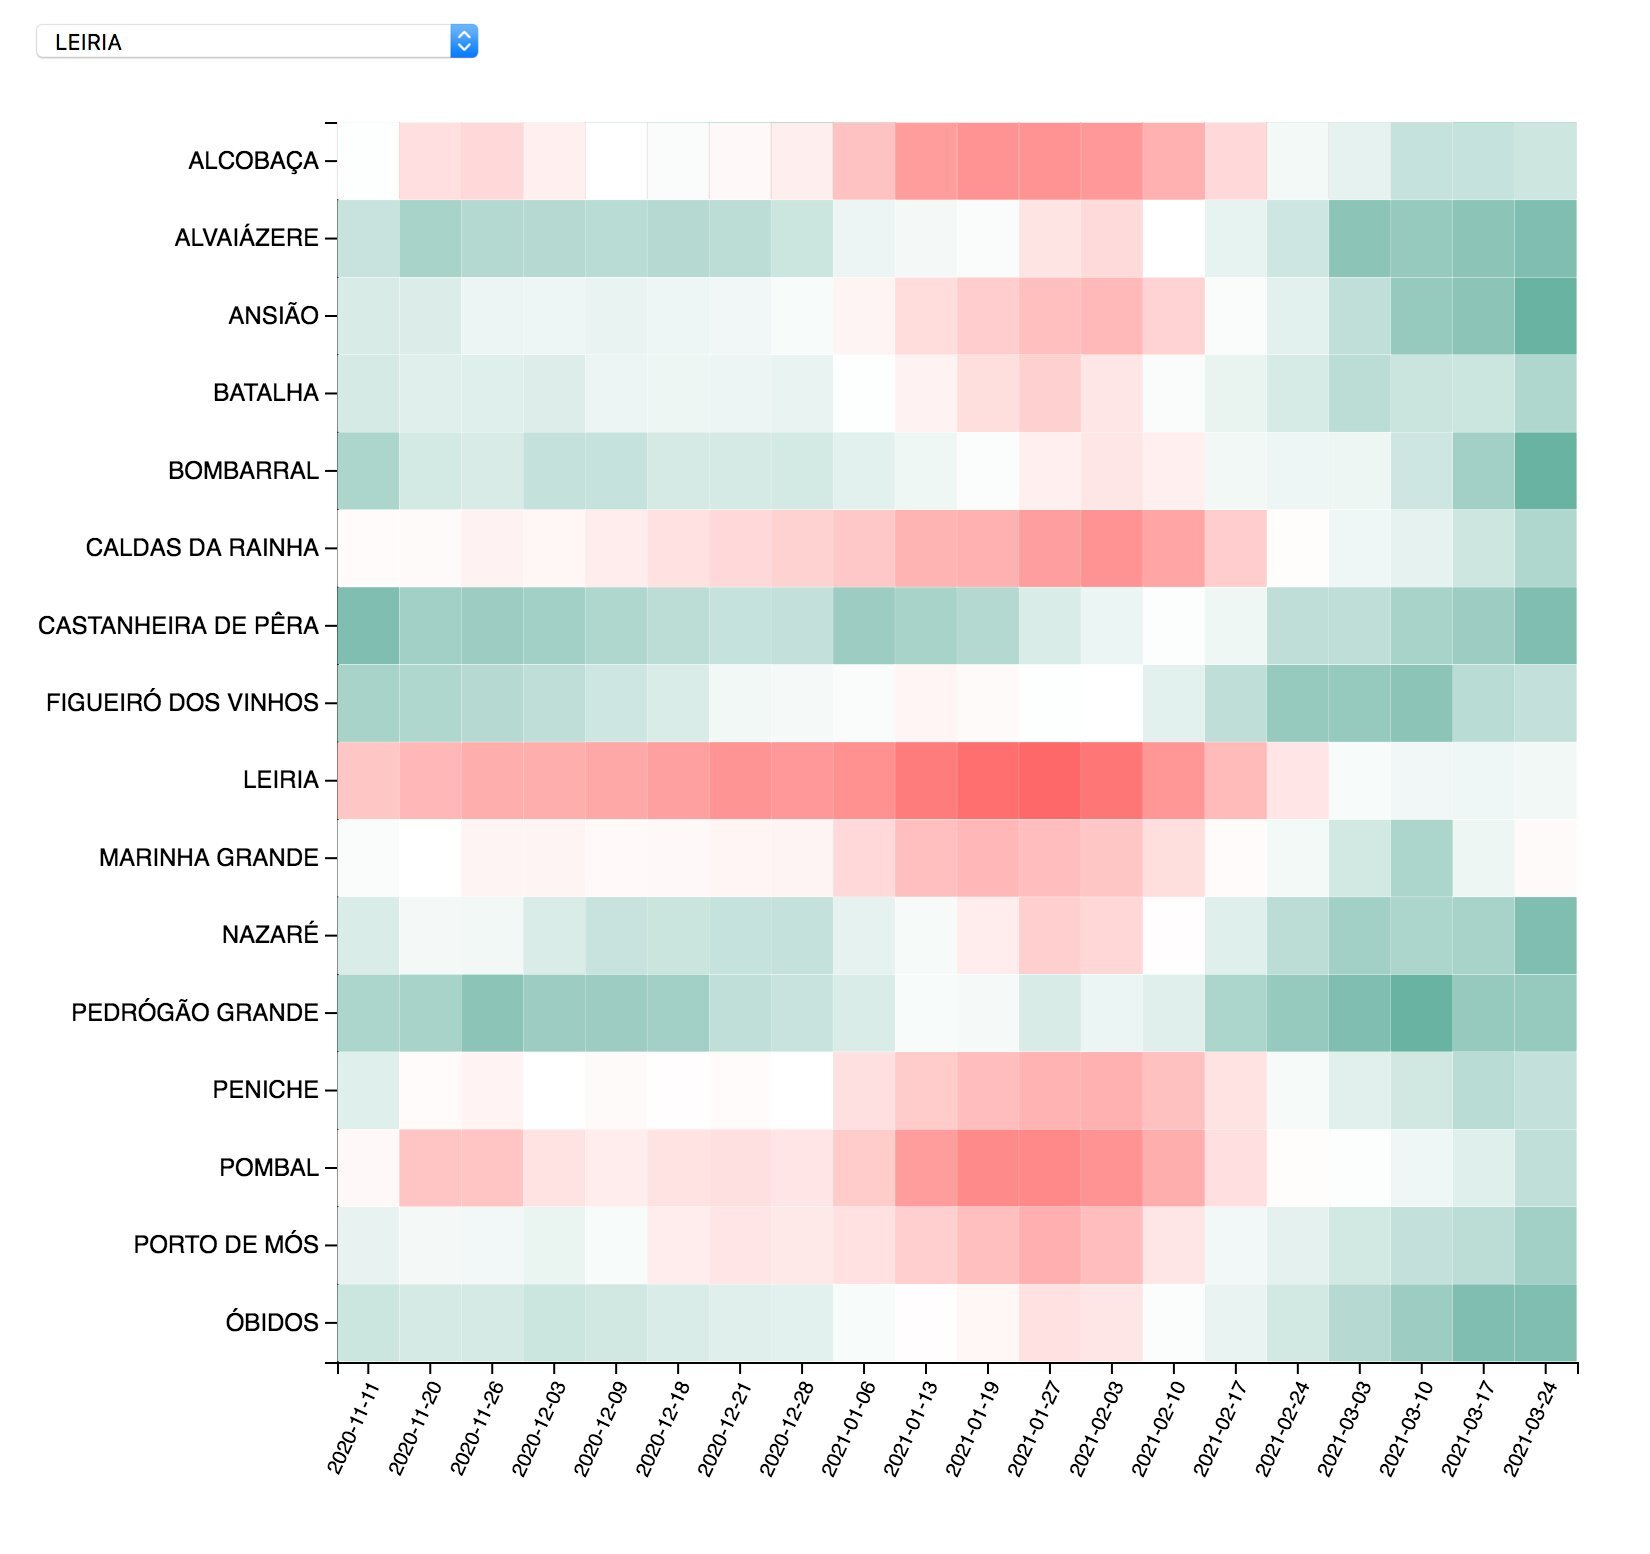 LEIRIA
ALCOBAÇA
ALVAIÁZERE
ANSIÃO
BATALHA
BOMBARRAL
CALDAS DA RAINHA
CASTANHEIRA DE PÊRA
FIGUEIRÓ DOS VINHOS
LEIRIA
MARINHA GRANDE
NAZARÉ
PEDRÓGÃO GRANDE
PENICHE
POMBAL
PORTO DE MÓS
ÓBIDOS
2020-11-11
2020-11-20
2020-11-26
2020-12-03
2020-12-09
2020-12-18
2020-12-21
2020-12-28
2021-01-06
2021-01-13
2021-01-19
2021-01-27
2021-02-03
2021-02-10
2021-02-17
2021-02-24
2021-03-03
2021-03-10
2021-03-17
2021-03-24